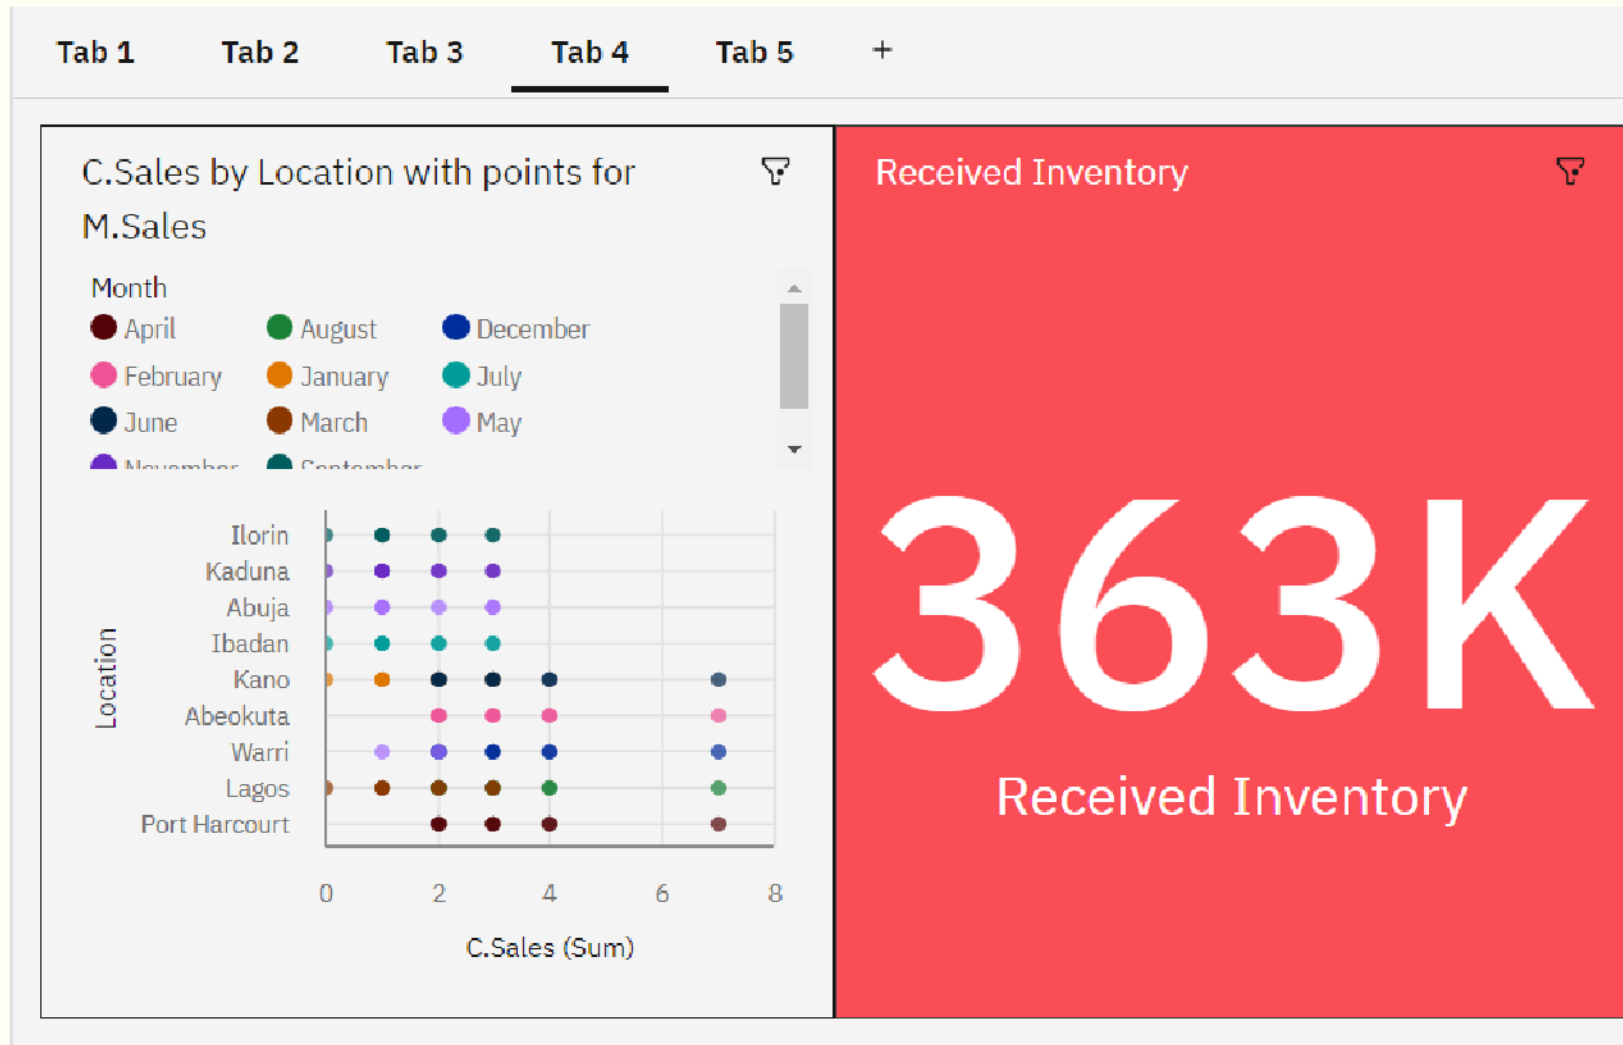 Tab 1 Tab 2 Tab 3 Tab 4 Tab 5 +
C.Sales by Location with points for
M.Sales
Month
April August December
February January July
June March May
November September
Location
Ilorin
Kaduna
Abuja
Ibadan
Kano
Abeokuta
Warri
Lagos
Port Harcourt
0 2 4 6 8
C.Sales (Sum)
Received Inventory
363K
Received Inventory